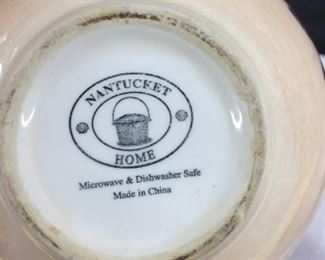 NANTUCKET
HOME
Microwave & Dishwasher Safe
Made in China